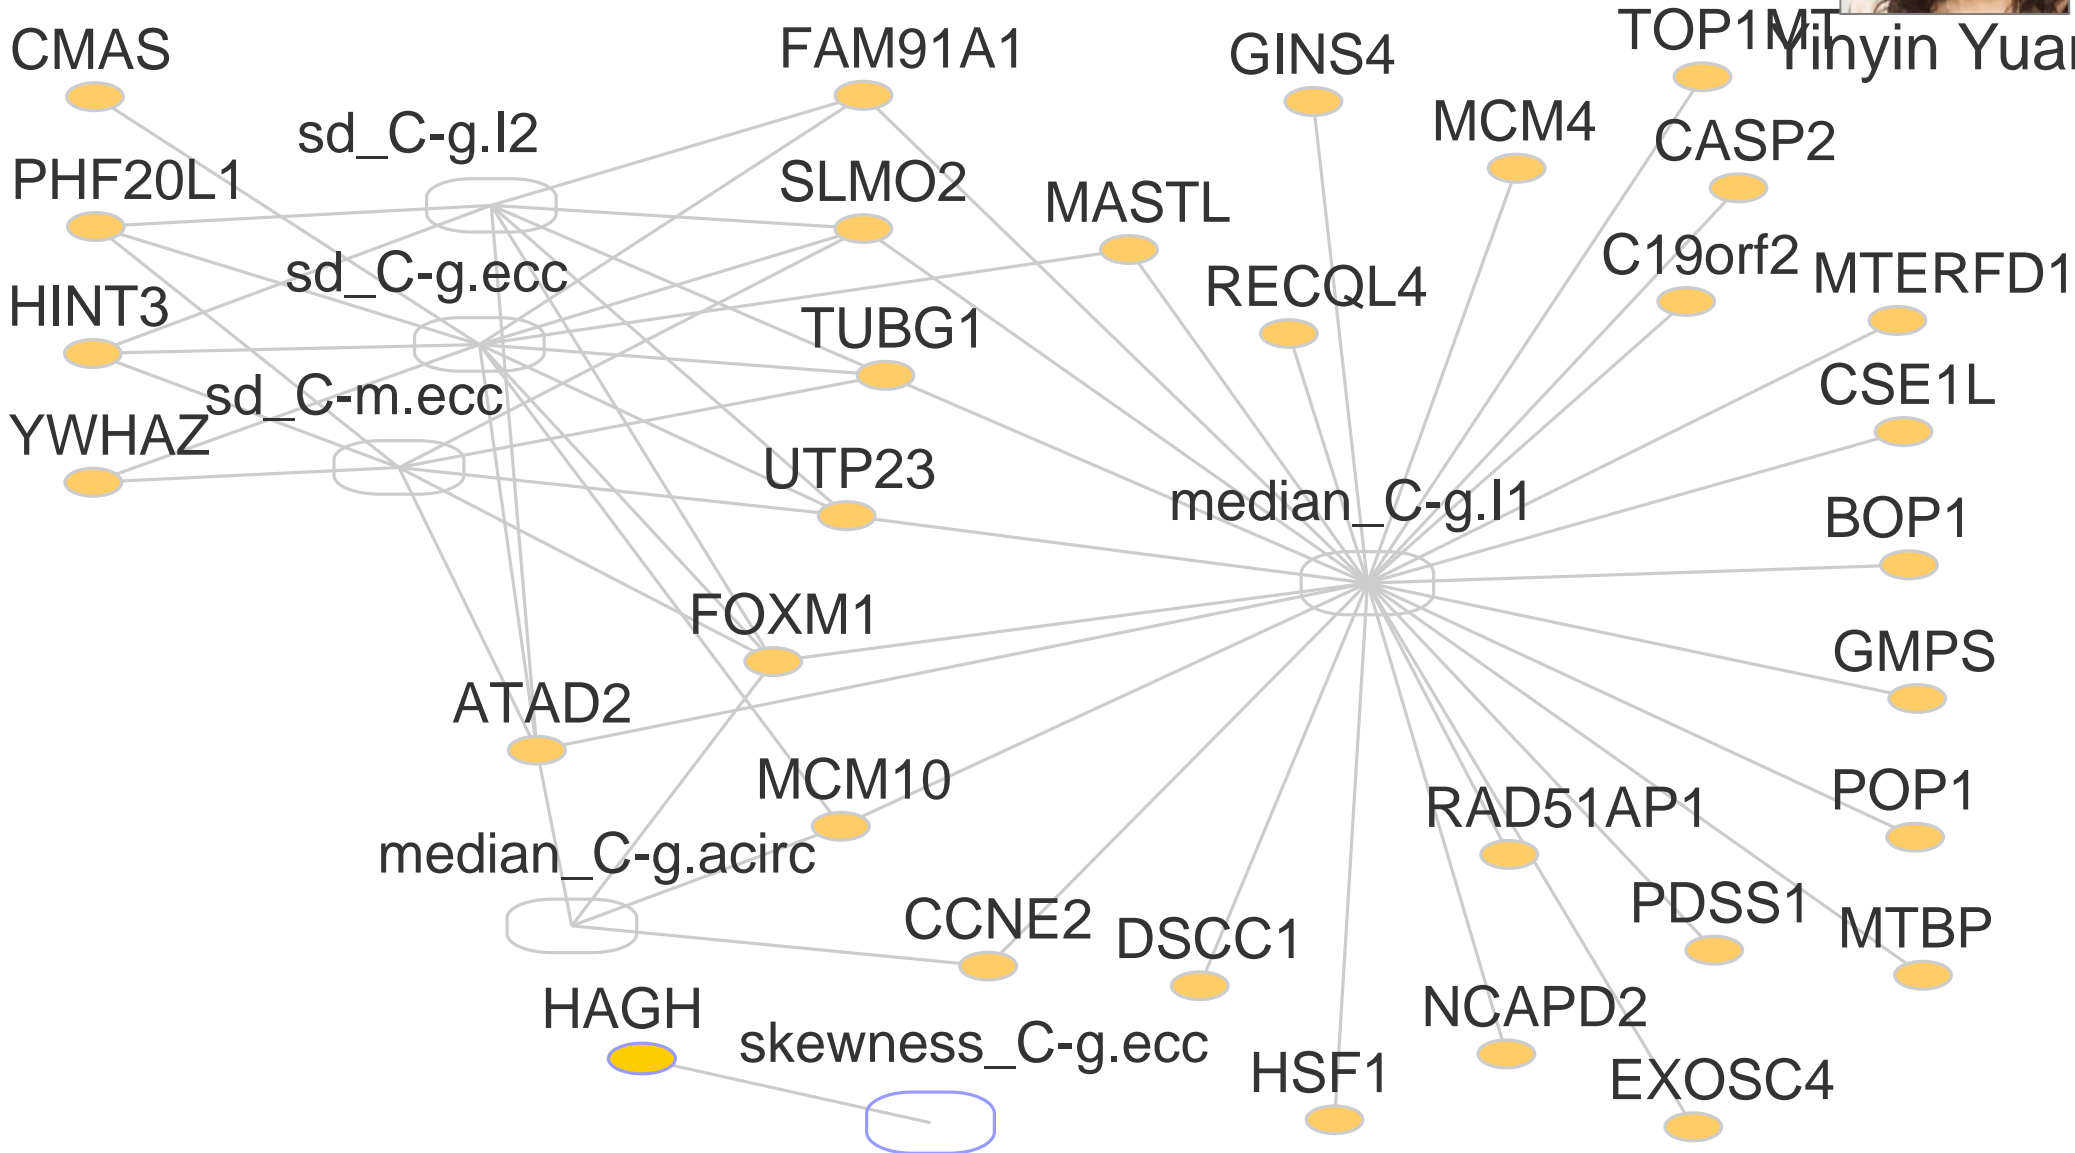 CMAS
FAM91A1
GINS4
TOP1MT
Yinyin Yuan
sd_C-g.I2
MCM4
CASP2
PHF20L1
SLMO2
MASTL
C19orf2
MTERFD1
sd_C-g.ecc
RECQL4
HINT3
TUBG1
CSE1L
sd_C-m.ecc
YWHAZ
UTP23
median_C-g.I1
BOP1
FOXM1
GMPS
ATAD2
MCM10
RAD51AP1
POP1
median_C-g.acirc
CCNE2
DSCC1
PDSS1
MTBP
HAGH
skewness_C-g.ecc
NCAPD2
HSF1
EXOSC4